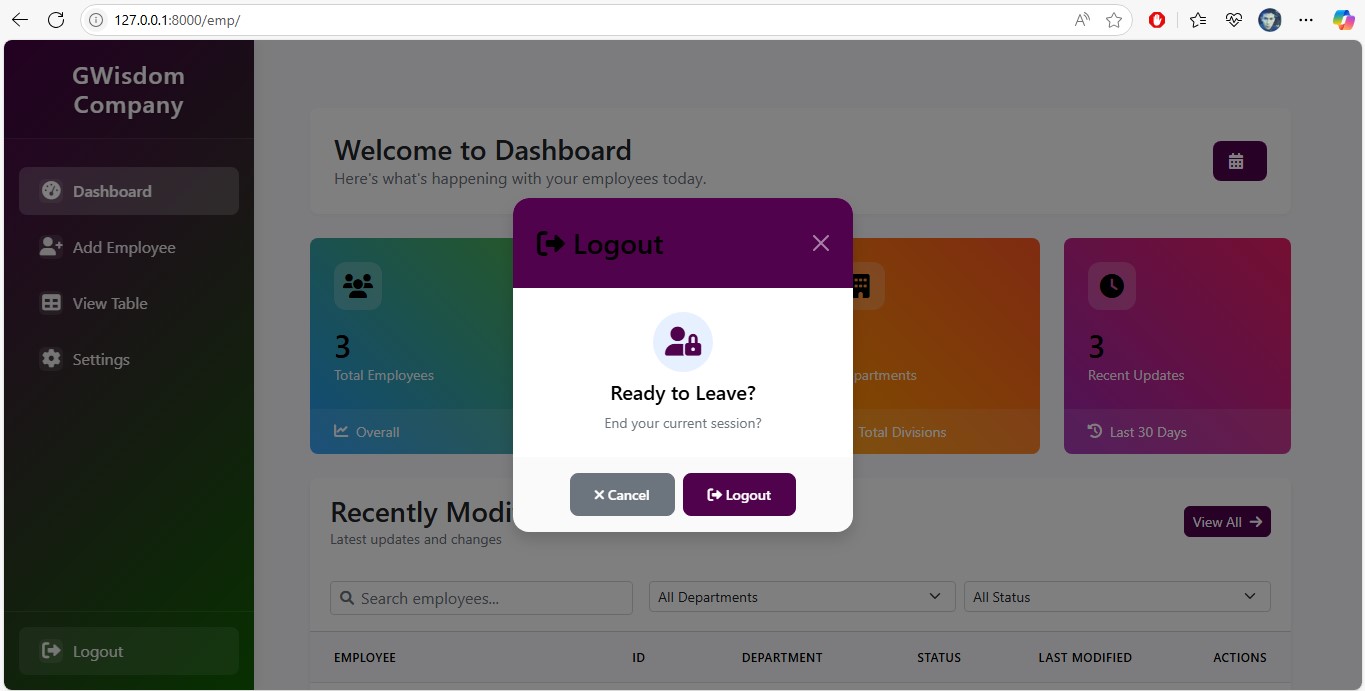 127.0.0.1:8000/emp/
GWisdom
Company
Dashboard
Add Employee
View Table
Settings
Logout
Welcome to Dashboard
Here's what's happening with your employees today.
3
Total Employees
Overall
Total Divisions
3
Recent Updates
Last 30 Days
Logout
Ready to Leave?
End your current session?
Cancel
Logout
Recently
Latest updates and changes
View All
Search employees...
All Departments
All Status
EMPLOYEE
ID
DEPARTMENT
STATUS
LAST MODIFIED
ACTIONS